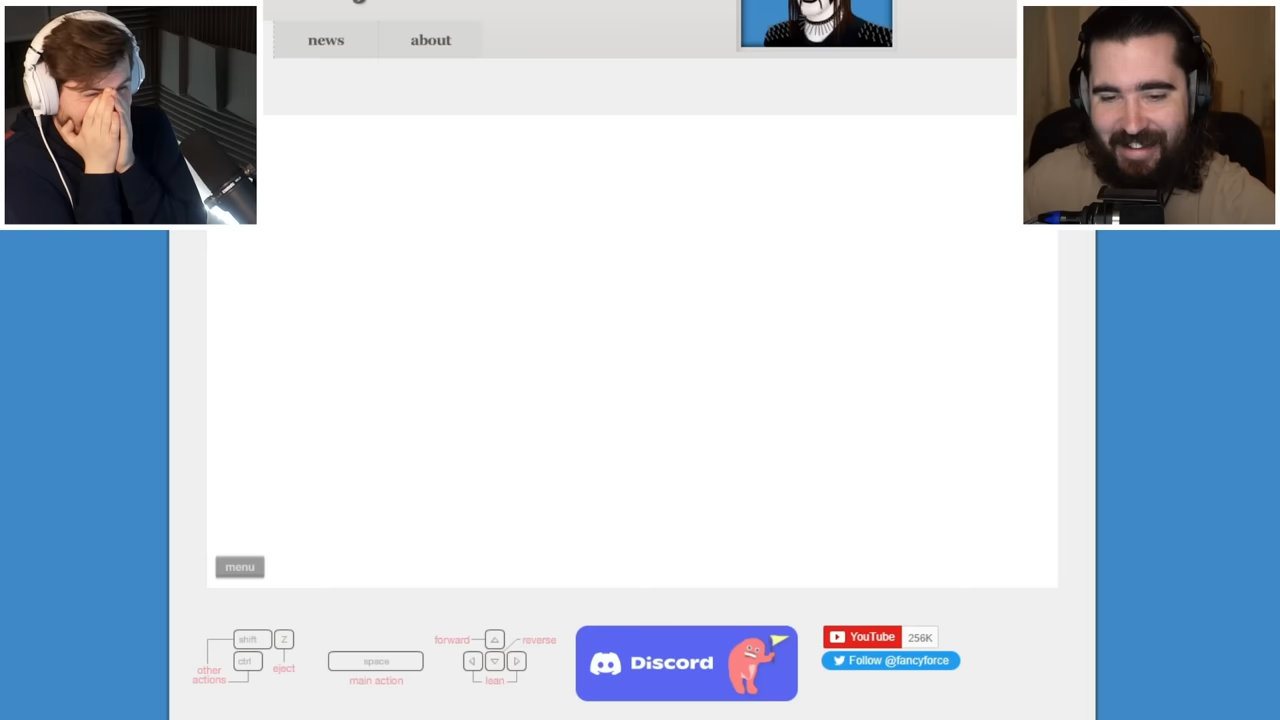 news about
menu
shift Z
ctrl
other
actions
eject
space
main action
forward reverse
lean
Discord
YouTube 256K
Follow @fancyforce